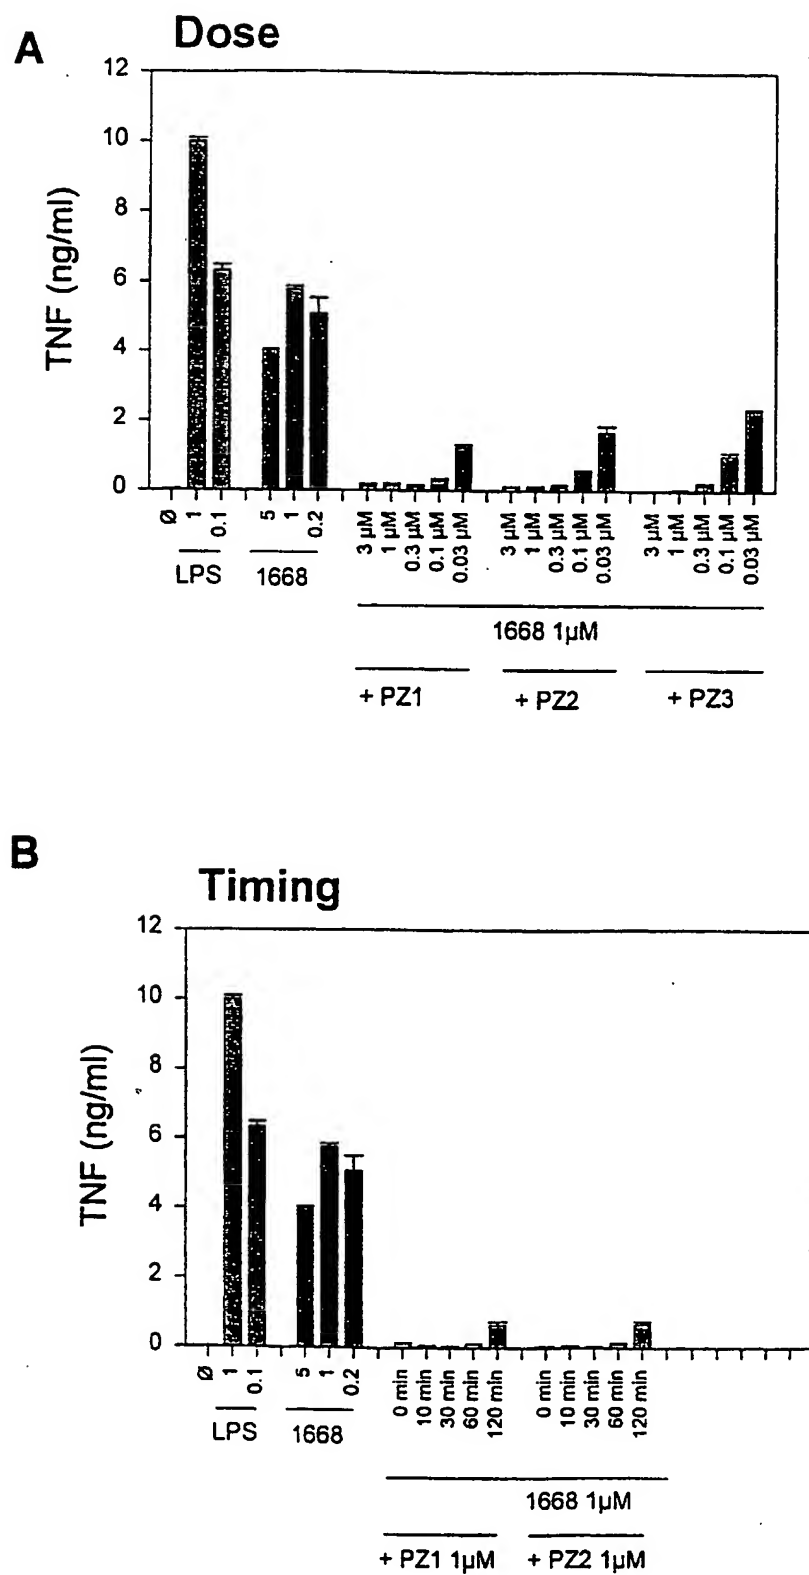 A
Dose
12
10
8
6
4
2
0
TNF (ng/ml)
Ø 1 0.1 5 1 0.2 3 µM 1 µM 0.3 µM 0.1 µM 0.03 µM 3 µM 1 µM 0.3 µM 0.1 µM 0.03 µM 3 µM 1 µM 0.3 µM 0.1 µM 0.03 µM
LPS 1668
1668 1µM
+ PZ1 + PZ2 + PZ3
B
Timing
12
10
8
6
4
2
0
TNF (ng/ml)
Ø 1 0.1 5 1 0.2 0 min 10 min 30 min 60 min 120 min 0 min 10 min 30 min 60 min 120 min
LPS 1668
1668 1µM
+ PZ1 1µM + PZ2 1µM